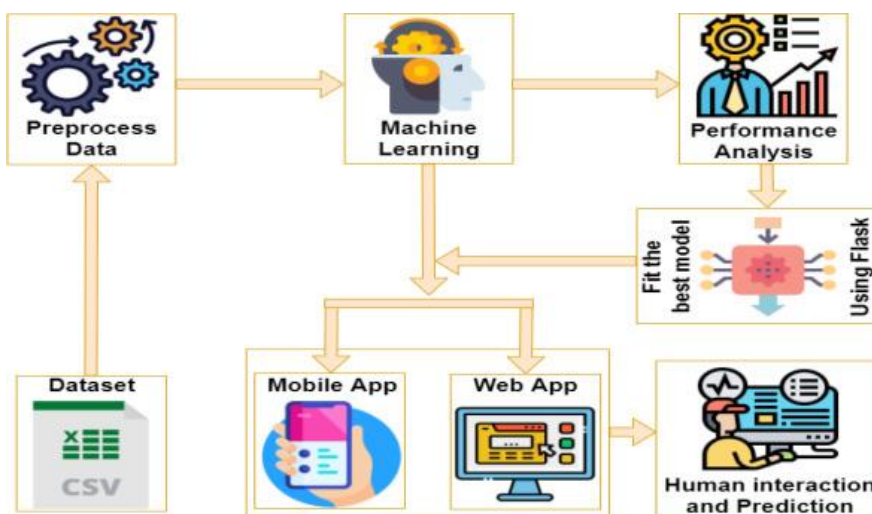 Preprocess
Data
Machine
Learning
Performance
Analysis
Fit the
best model
Using Flask
Dataset
CSV
Mobile App
Web App
Human interaction
and Prediction